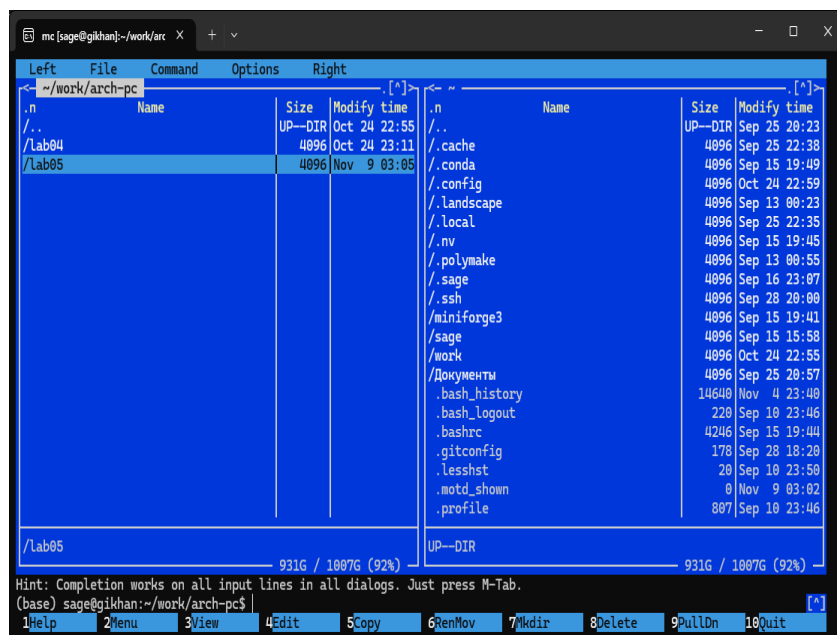 mc [sage@gikhan]:~/work/arc
Left File Command Options Right
<- ~/work/arch-pc .[^]>
.n Name Size Modify time
/.. UP--DIR Oct 24 22:55
/lab04 4096 Oct 24 23:11
/lab05 4096 Nov 9 03:05
/lab05
931G / 1007G (92%)
<- ~ .[^]>
.n Name Size Modify time
/.. UP--DIR Sep 25 20:23
/.cache 4096 Sep 25 22:38
/.conda 4096 Sep 15 19:49
/.config 4096 Oct 24 22:59
/.landscape 4096 Sep 13 00:23
/.local 4096 Sep 25 22:35
/.nv 4096 Sep 15 19:45
/.polymake 4096 Sep 13 00:55
/.sage 4096 Sep 16 23:07
/.ssh 4096 Sep 28 20:00
/miniforge3 4096 Sep 15 19:41
/sage 4096 Sep 15 15:58
/work 4096 Oct 24 22:55
/Документы 4096 Sep 25 20:57
.bash_history 14640 Nov 4 23:40
.bash_logout 220 Sep 10 23:46
.bashrc 4246 Sep 15 19:44
.gitconfig 178 Sep 28 18:20
.lesshst 20 Sep 10 23:50
.motd_shown 0 Nov 9 03:02
.profile 807 Sep 10 23:46
UP--DIR
931G / 1007G (92%)
Hint: Completion works on all input lines in all dialogs. Just press M-Tab.
(base) sage@gikhan:~/work/arch-pc$ [^]
1Help 2Menu 3View 4Edit 5Copy 6RenMov 7Mkdir 8Delete 9PullDn 10Quit